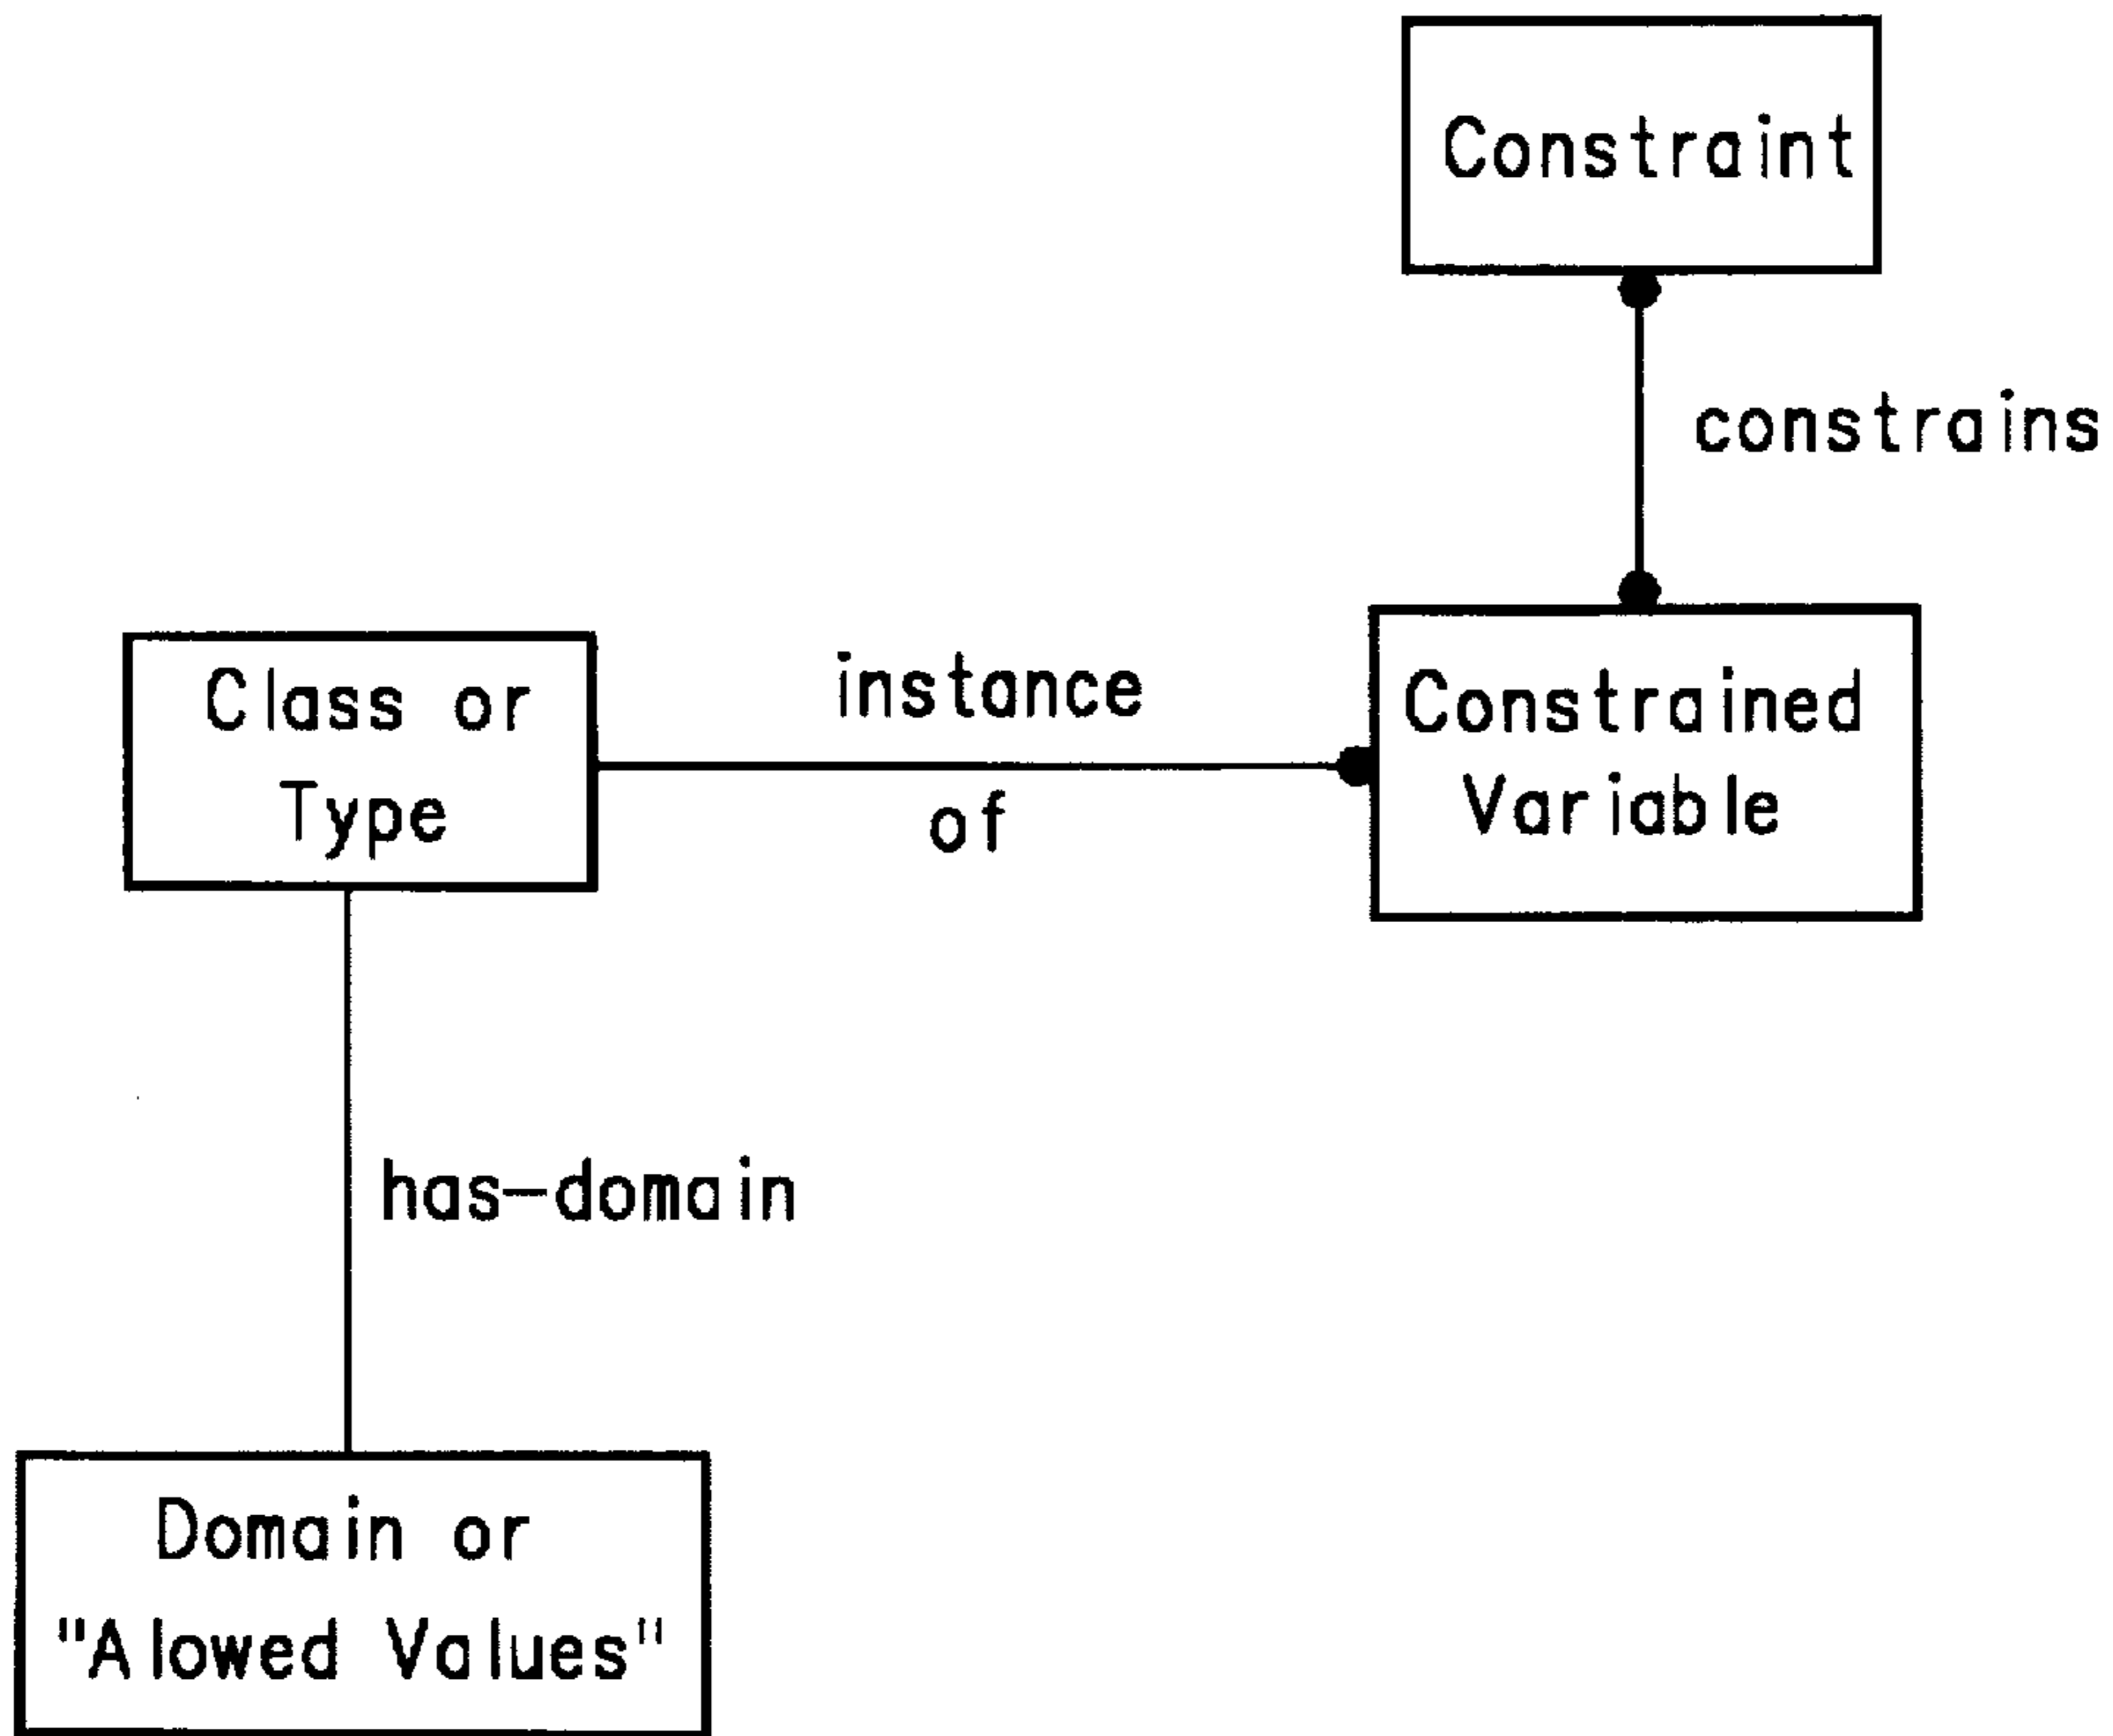 Constraint
constrains
Class or
Type
instance
of
Constrained
Variable
has-domain
Domain or
"Alowed Values"